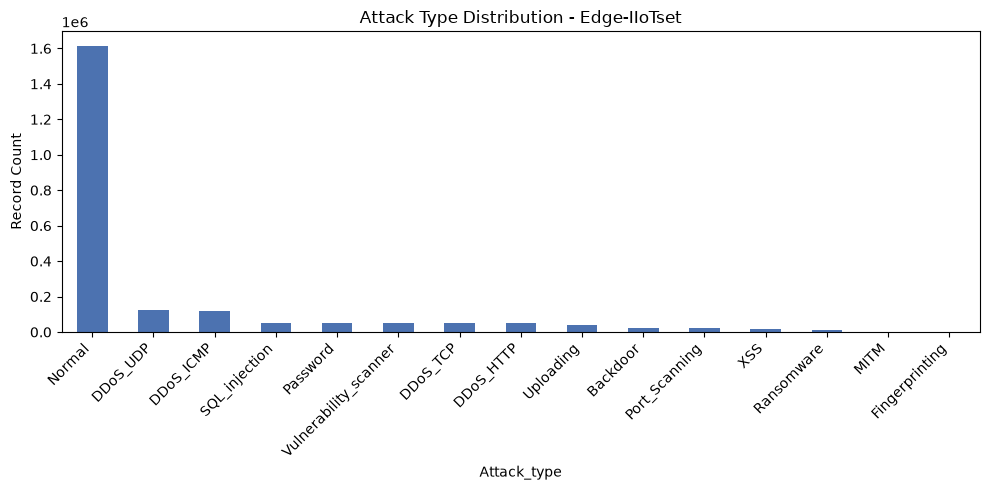 Attack Type Distribution - Edge-IIoTset
1e6
1.6
1.4
1.2
1.0
0.8
0.6
0.4
0.2
0.0
Record Count
Normal
DDoS_UDP
DDoS_ICMP
SQL_injection
Password
Vulnerability_scanner
DDoS_TCP
DDoS_HTTP
Uploading
Backdoor
Port_Scanning
XSS
Ransomware
MITM
Fingerprinting
Attack_type